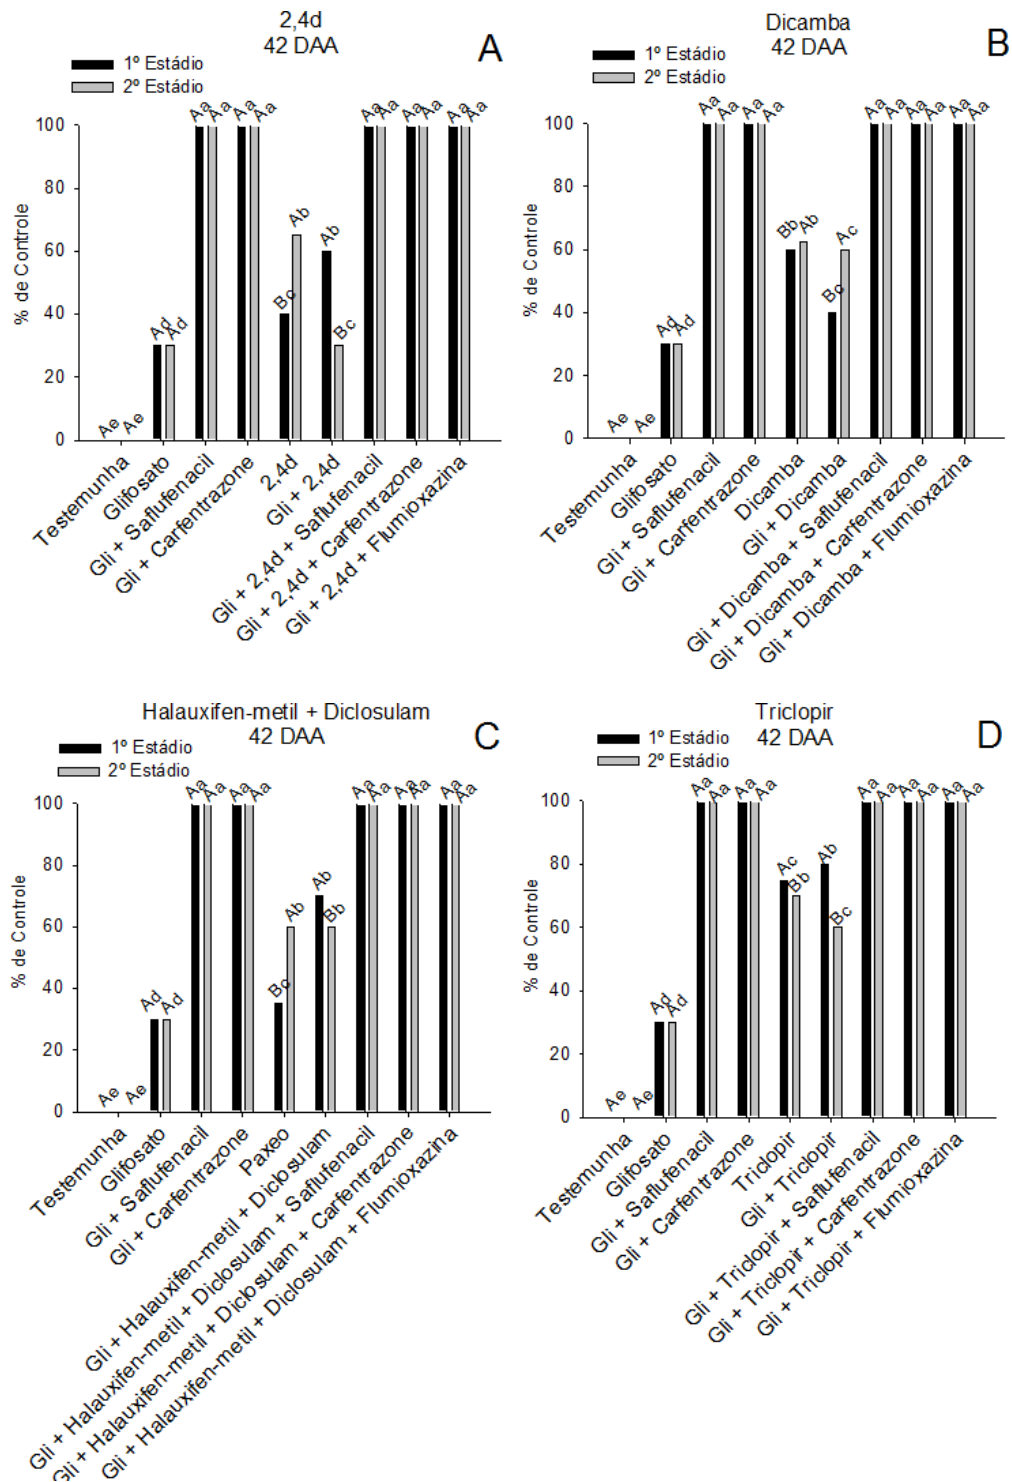 2,4d
42 DAA
A
1º Estádio
2º Estádio
Aa Aa Aa Aa Aa Aa Aa Aa Aa Aa
100
80
Ab Ab
60
% de Controle
40
Bc
Ad Ad
Bc
20
Ae Ae
0
Testemunha
Glifosato
Gli + Saflufenacil
Gli + Carfentrazone
2,4d
Gli + 2,4d
Gli + 2,4d + Saflufenacil
Gli + 2,4d + Carfentrazone
Gli + 2,4d + Flumioxazina
Dicamba
42 DAA
B
1º Estádio
2º Estádio
Aa Aa Aa Aa Aa Aa Aa Aa Aa Aa
100
80
Bb Ab Ac
60
% de Controle
40
Bc
Ad Ad
20
Ae Ae
0
Testemunha
Glifosato
Gli + Saflufenacil
Gli + Carfentrazone
Dicamba
Gli + Dicamba
Gli + Dicamba + Saflufenacil
Gli + Dicamba + Carfentrazone
Gli + Dicamba + Flumioxazina
Halauxifen-metil + Diclosulam
42 DAA
C
1º Estádio
2º Estádio
Aa Aa Aa Aa Aa Aa Aa Aa Aa Aa
100
80
Ab
Ab Bb
60
% de Controle
40
Bc
Ad Ad
20
Ae Ae
0
Testemunha
Glifosato
Gli + Saflufenacil
Gli + Carfentrazone
Paxeo
Gli + Halauxifen-metil + Diclosulam
Gli + Halauxifen-metil + Diclosulam + Saflufenacil
Gli + Halauxifen-metil + Diclosulam + Carfentrazone
Gli + Halauxifen-metil + Diclosulam + Flumioxazina
Triclopir
42 DAA
D
1º Estádio
2º Estádio
Aa Aa Aa Aa Aa Aa Aa Aa Aa Aa
100
80
Ac Bb Ab
Bc
60
% de Controle
40
Ad Ad
20
Ae Ae
0
Testemunha
Glifosato
Gli + Saflufenacil
Gli + Carfentrazone
Triclopir
Gli + Triclopir
Gli + Triclopir + Saflufenacil
Gli + Triclopir + Carfentrazone
Gli + Triclopir + Flumioxazina